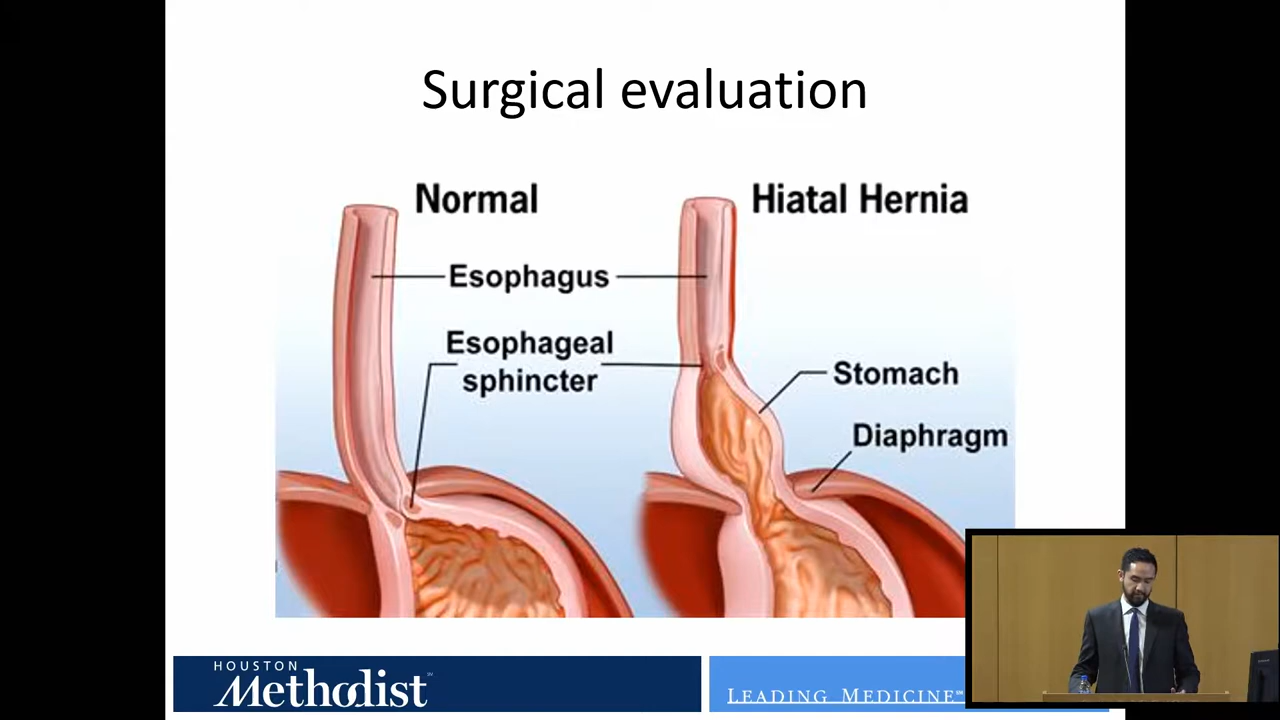 Surgical evaluation
Normal
Hiatal Hernia
Esophagus
Esophageal
sphincter
Stomach
Diaphragm
HOUSTON
Methodist
LEADING MEDICINE